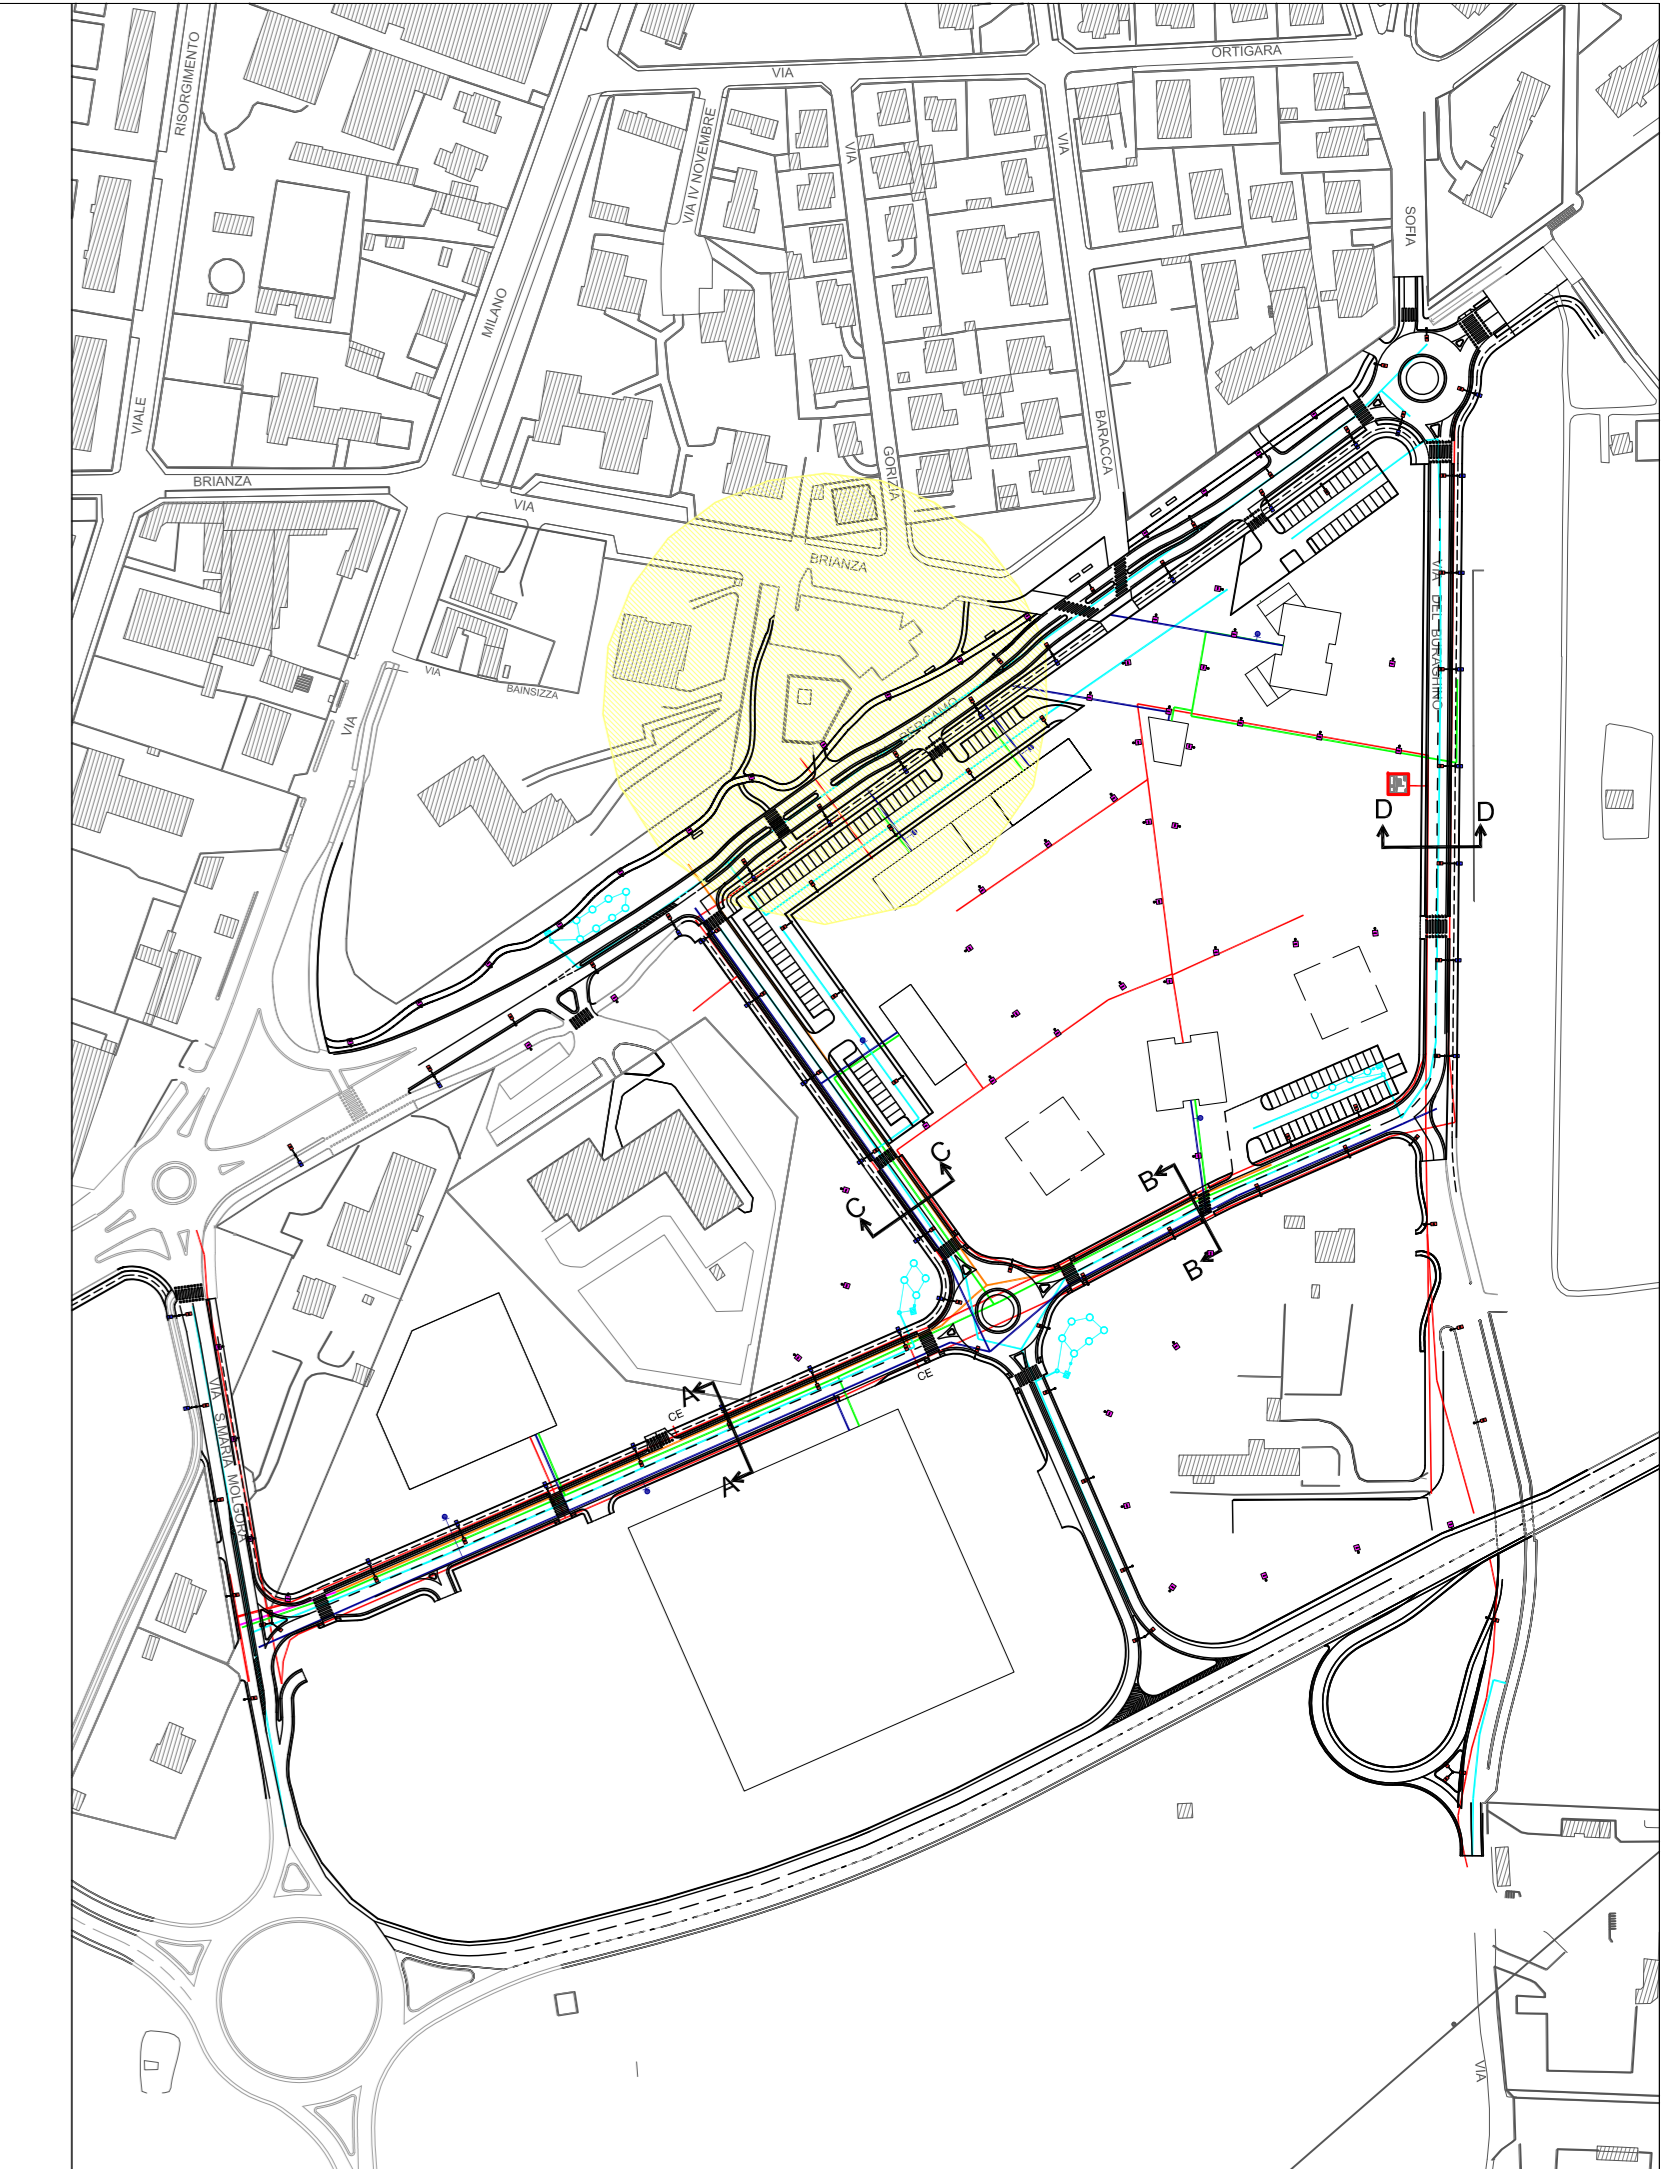 ORTIGARA
VIA
RISORGIMENTO
VIA IV NOVEMBRE
VIA
VIA
SOFIA
MILANO
VIALE
BARACCA
GORIZIA
BRIANZA
VIA
BRIANZA
VIA DEL BURAGHINO
VIA
BAINSIZZA
BERGAMO
VIA
D
D
C
C
B
B
CE
A
CE
A
VIA S.MARIA MOLGORA
VIA